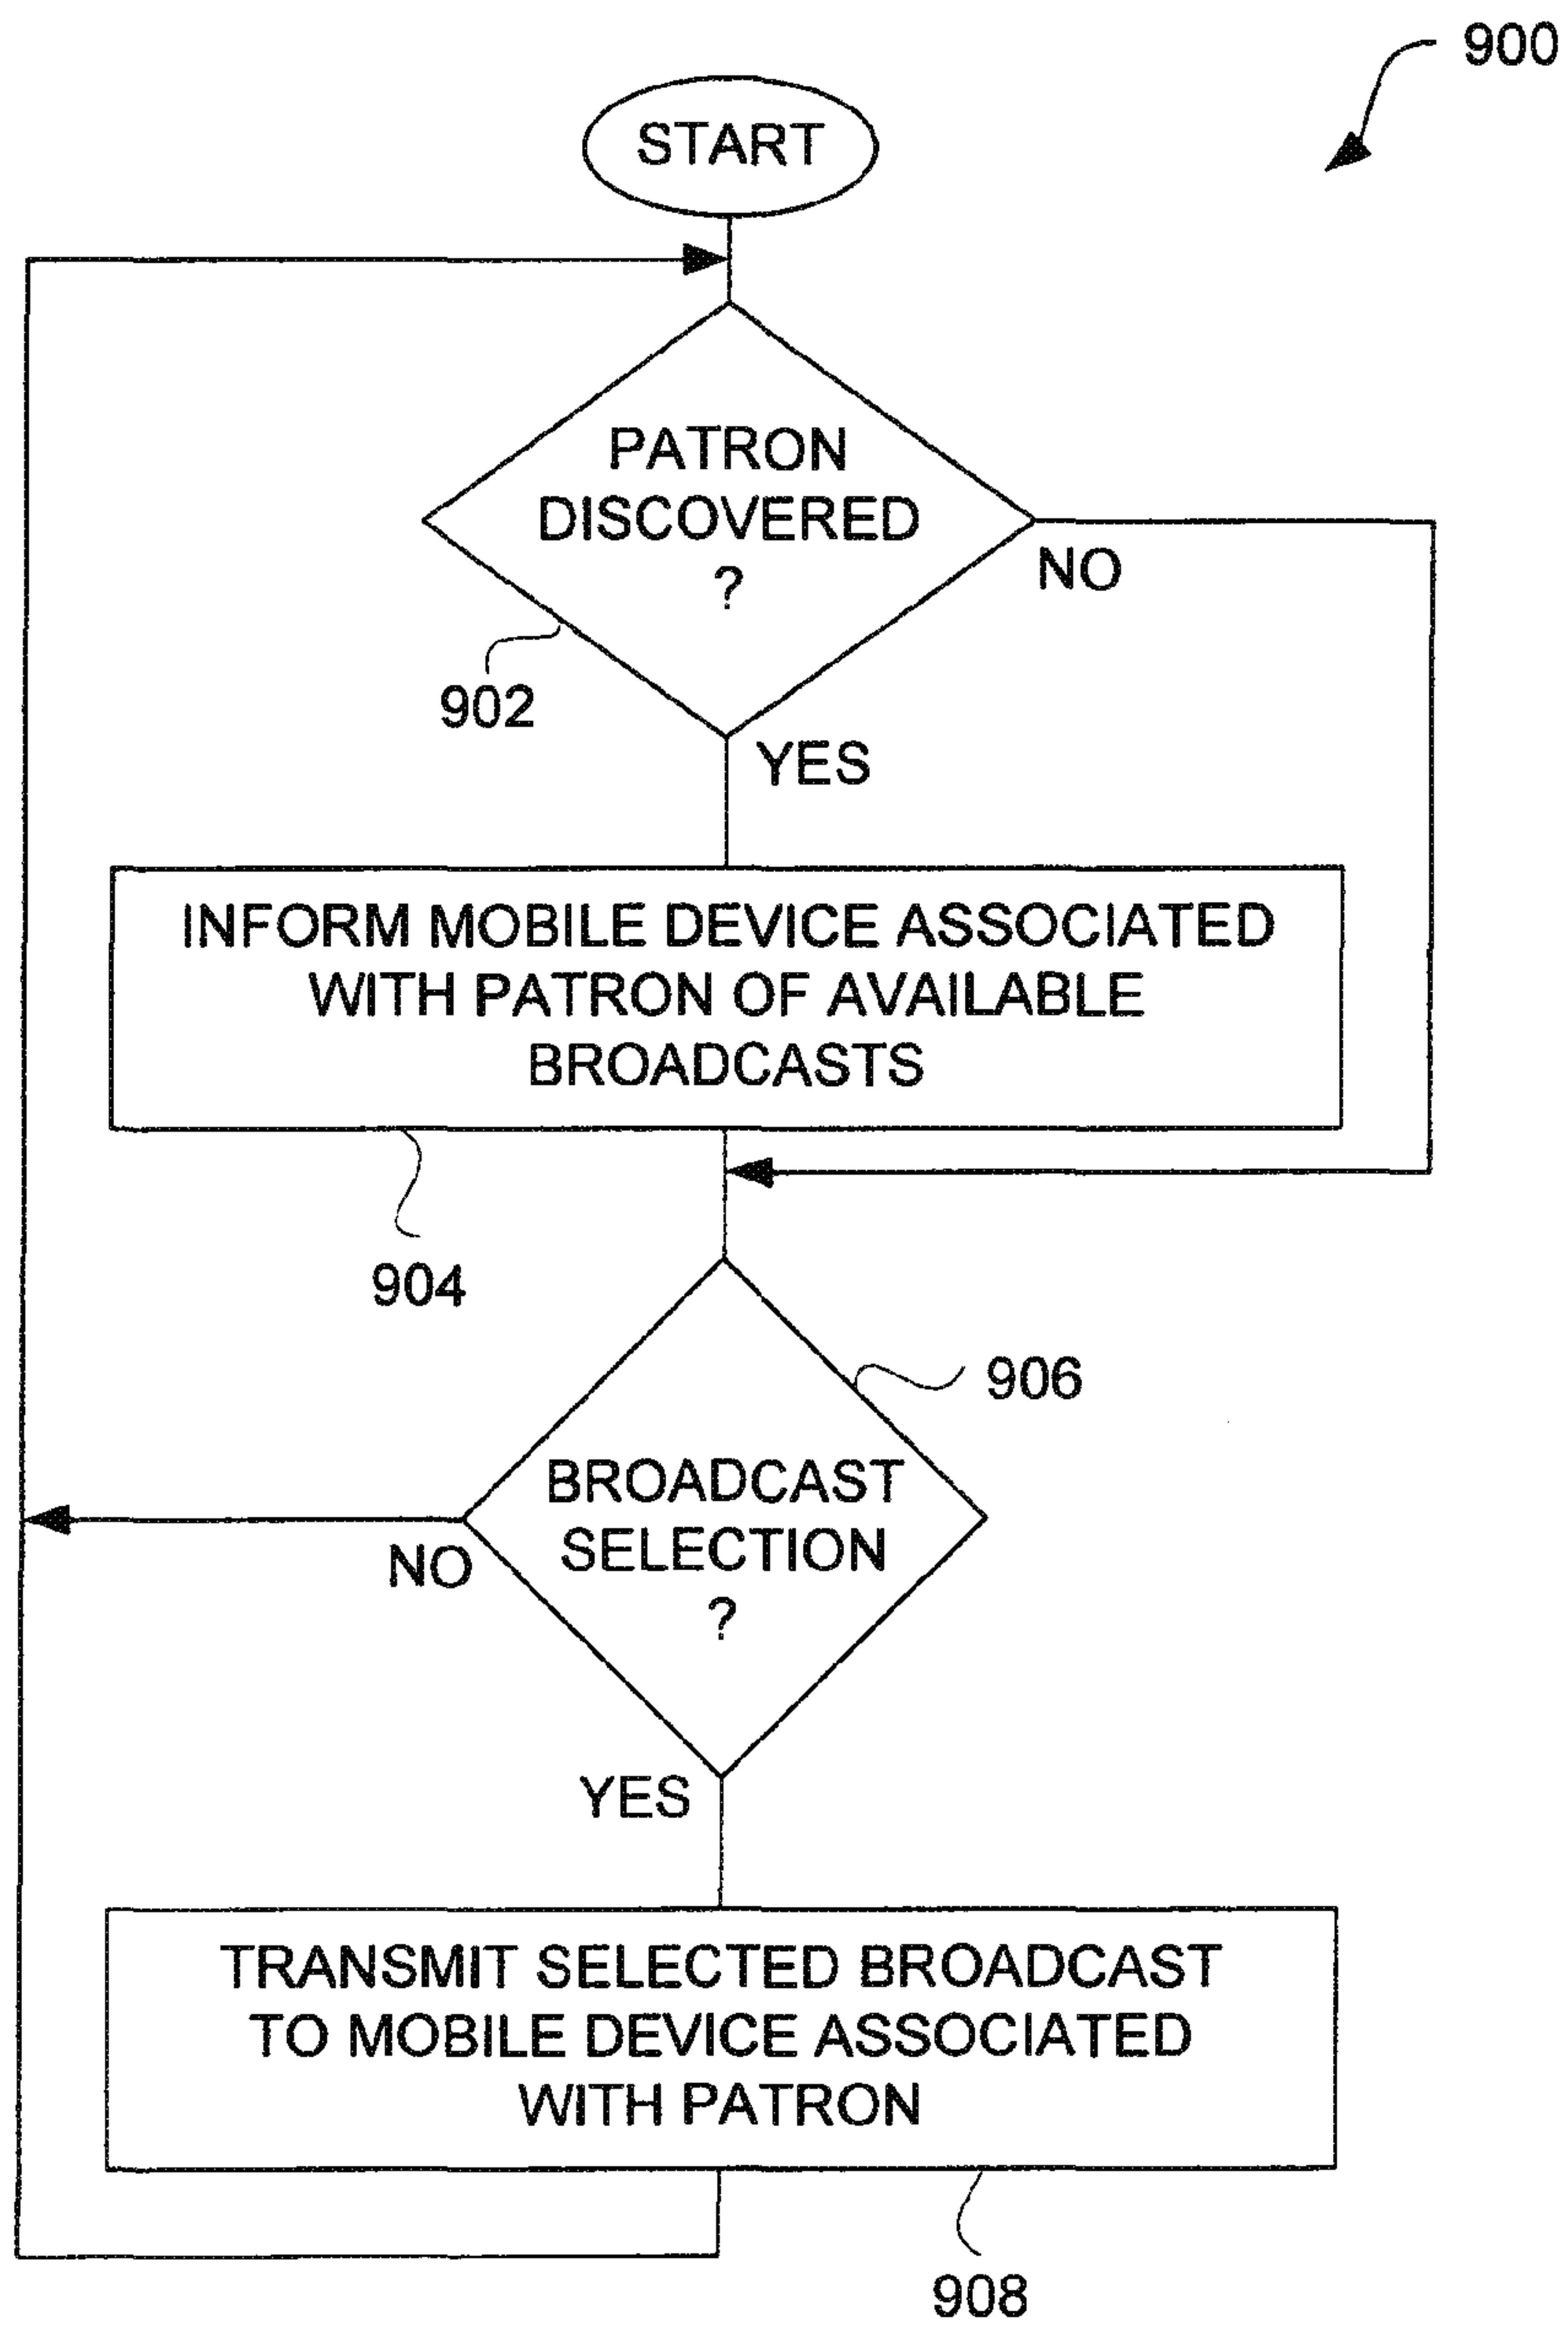 900
START
PATRON
DISCOVERED
?
NO
902
YES
INFORM MOBILE DEVICE ASSOCIATED
WITH PATRON OF AVAILABLE
BROADCASTS
904
906
BROADCAST
SELECTION
?
NO
YES
TRANSMIT SELECTED BROADCAST
TO MOBILE DEVICE ASSOCIATED
WITH PATRON
908